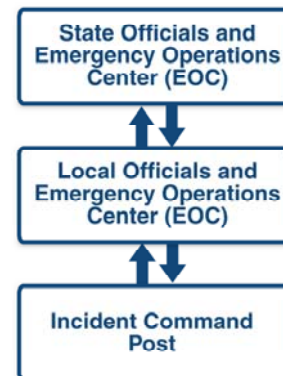 State Officials and
Emergency Operations
Center (EOC)
Local Officials and
Emergency Operations
Center (EOC)
Incident Command
Post